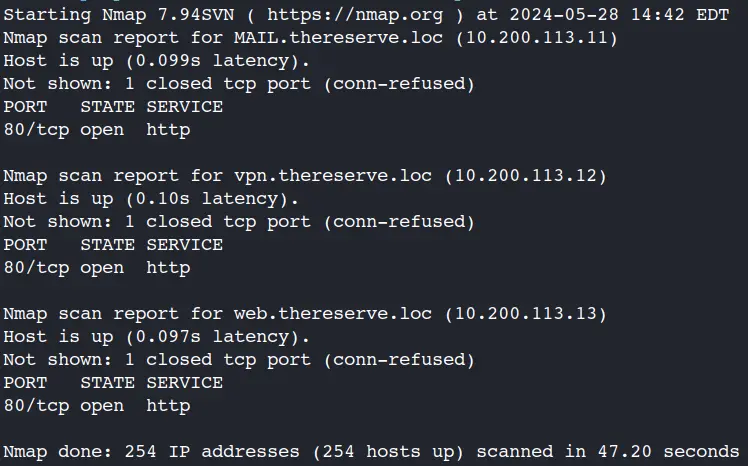 Starting Nmap 7.94SVN ( https://nmap.org ) at 2024-05-28 14:42 EDT
Nmap scan report for MAIL.thereserve.loc (10.200.113.11)
Host is up (0.099s latency).
Not shown: 1 closed tcp port (conn-refused)
PORT   STATE SERVICE
80/tcp open  http

Nmap scan report for vpn.thereserve.loc (10.200.113.12)
Host is up (0.10s latency).
Not shown: 1 closed tcp port (conn-refused)
PORT   STATE SERVICE
80/tcp open  http

Nmap scan report for web.thereserve.loc (10.200.113.13)
Host is up (0.097s latency).
Not shown: 1 closed tcp port (conn-refused)
PORT   STATE SERVICE
80/tcp open  http

Nmap done: 254 IP addresses (254 hosts up) scanned in 47.20 seconds